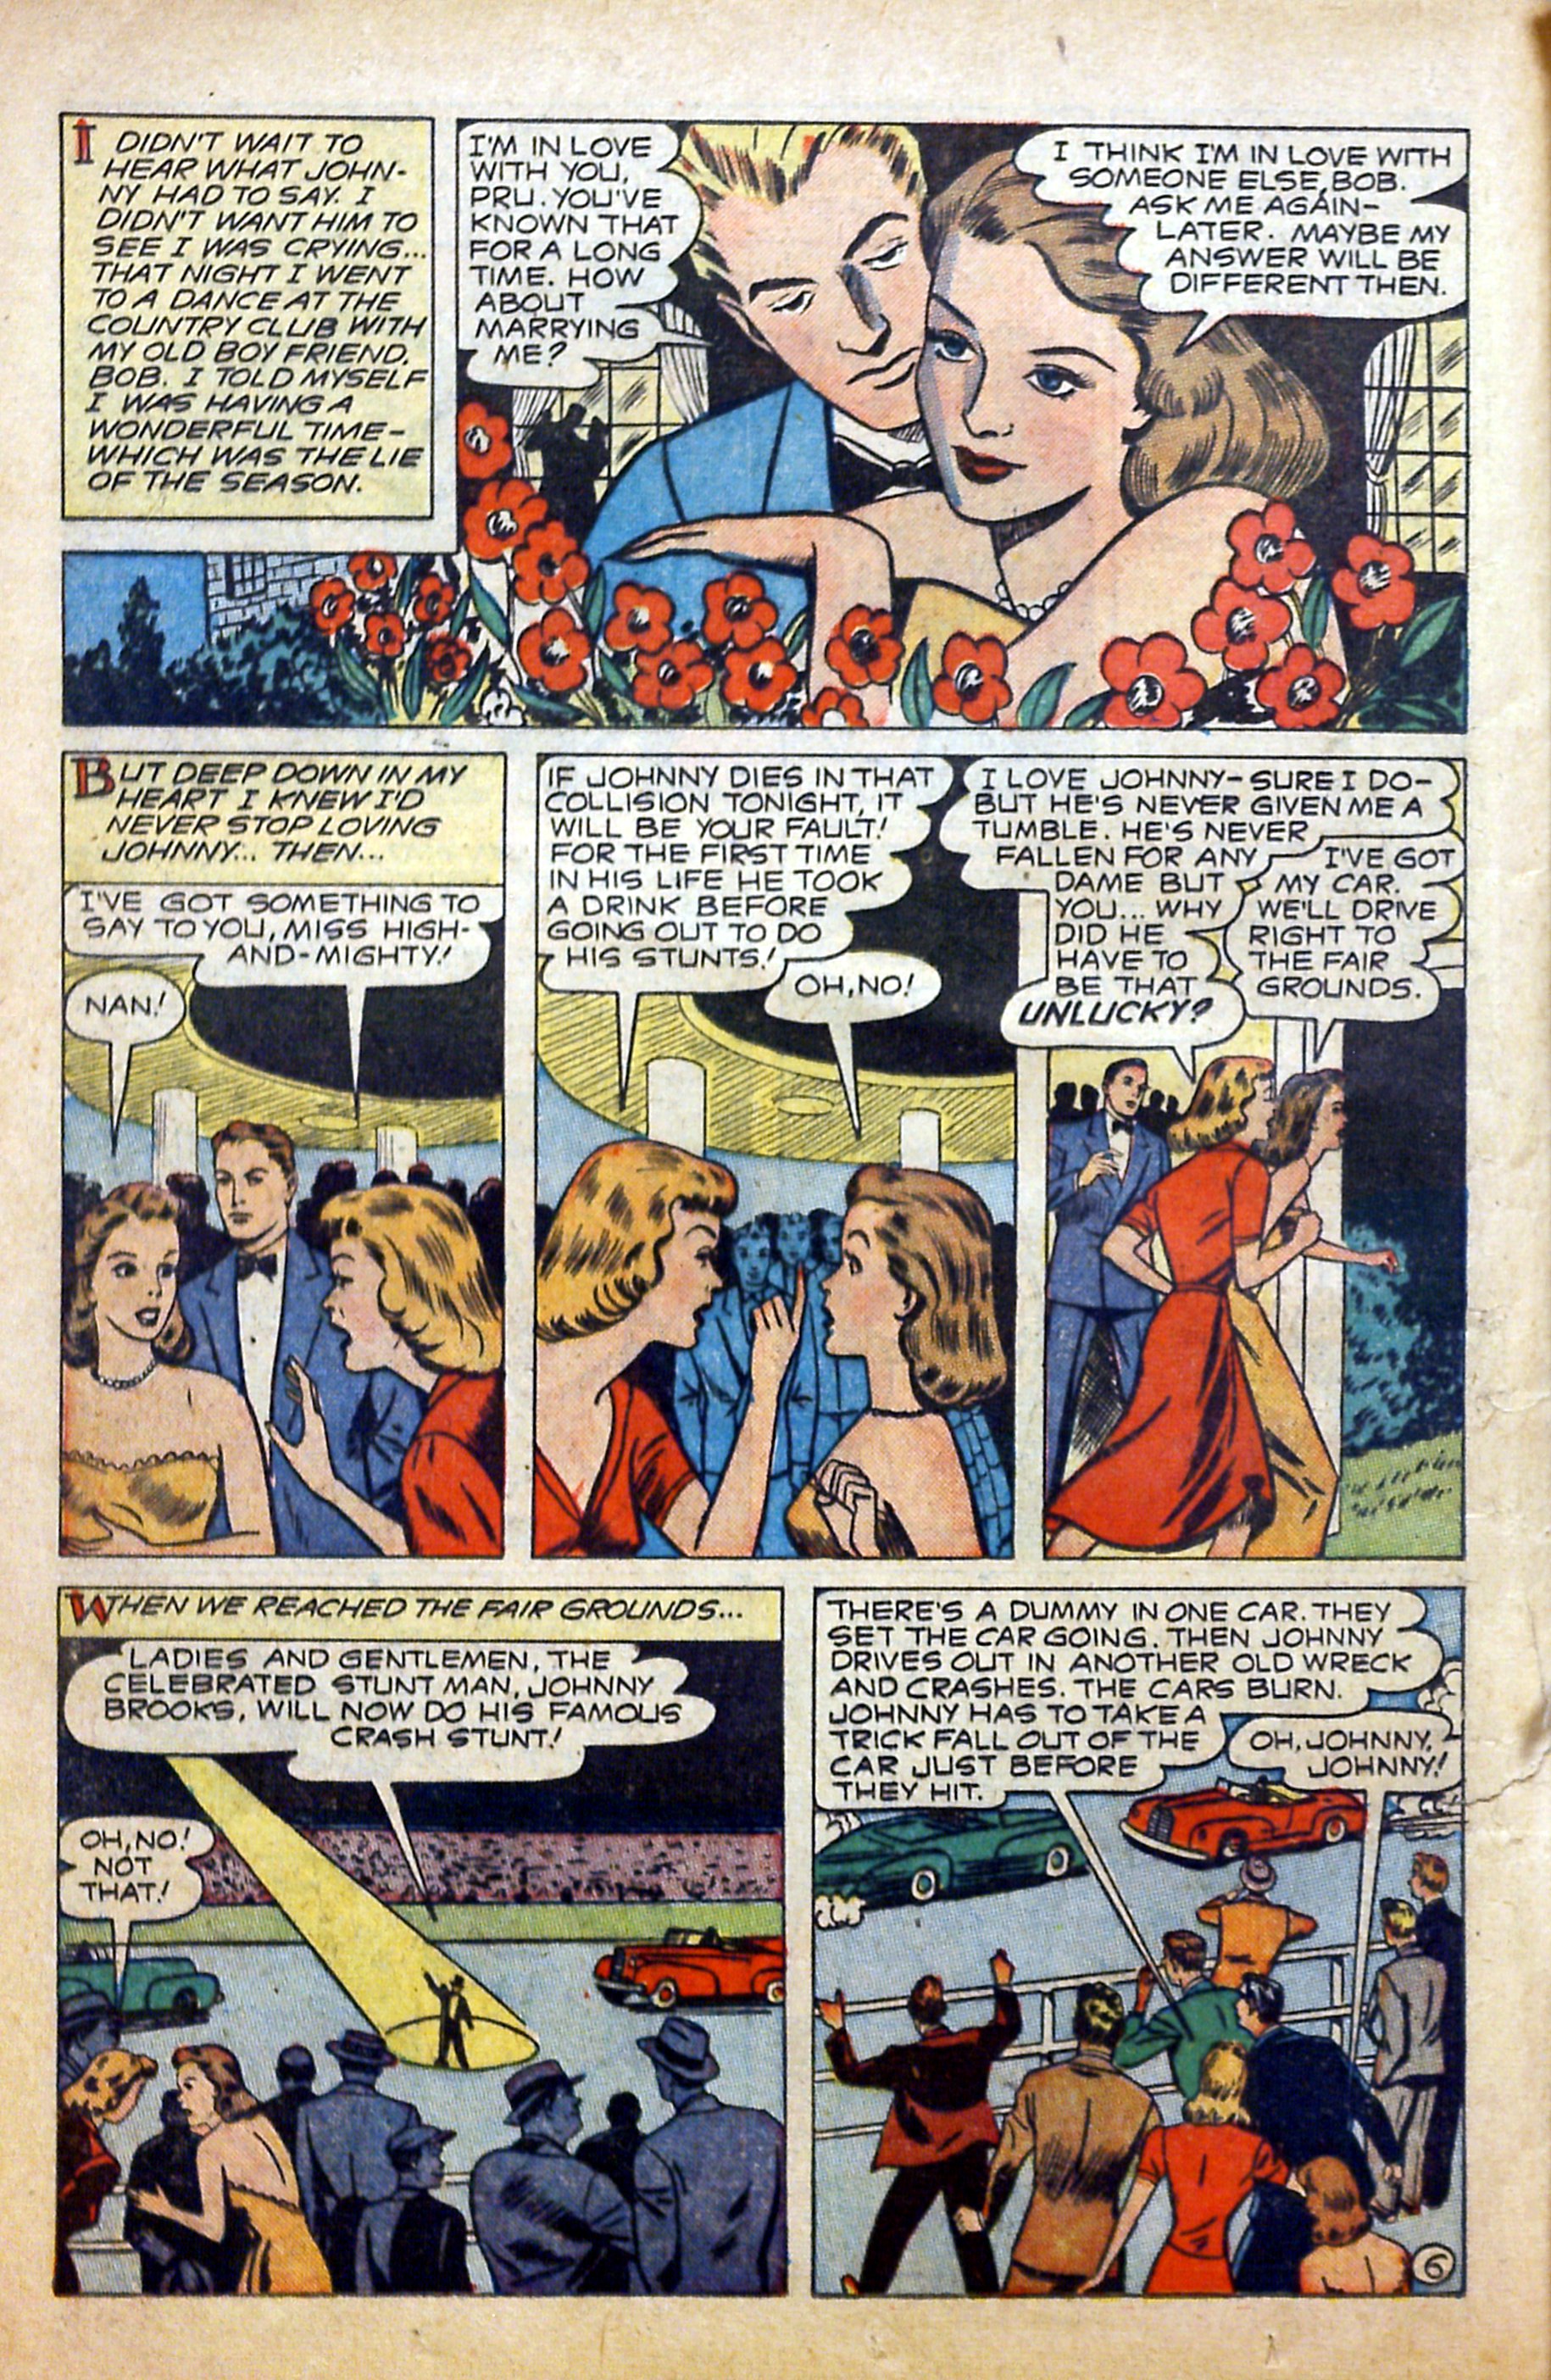 I DIDN'T WAIT TO
HEAR WHAT JOHN-
NY HAD TO SAY. I
DIDN'T WANT HIM TO
SEE I WAS CRYING...
THAT NIGHT I WENT
TO A DANCE AT THE
COUNTRY CLUB WITH
MY OLD BOY FRIEND,
BOB. I TOLD MYSELF
I WAS HAVING A
WONDERFUL TIME-
WHICH WAS THE LIE
OF THE SEASON.
I'M IN LOVE
WITH YOU,
PRU. YOU'VE
KNOWN THAT
FOR A LONG
TIME. HOW
ABOUT
MARRYING
ME?
I THINK I'M IN LOVE WITH
SOMEONE ELSE, BOB.
ASK ME AGAIN-
LATER. MAYBE MY
ANSWER WILL BE
DIFFERENT THEN.
BUT DEEP DOWN IN MY
HEART I KNEW I'D
NEVER STOP LOVING
JOHNNY... THEN...
I'VE GOT SOMETHING TO
SAY TO YOU, MISS HIGH-
AND-MIGHTY!
NAN!
IF JOHNNY DIES IN THAT
COLLISION TONIGHT, IT
WILL BE YOUR FAULT!
FOR THE FIRST TIME
IN HIS LIFE HE TOOK
A DRINK BEFORE
GOING OUT TO DO
HIS STUNTS!
OH, NO!
I LOVE JOHNNY- SURE I DO-
BUT HE'S NEVER GIVEN ME A
TUMBLE. HE'S NEVER
FALLEN FOR ANY
DAME BUT
YOU... WHY
DID HE
HAVE TO
BE THAT
UNLUCKY?
I'VE GOT
MY CAR.
WE'LL DRIVE
RIGHT TO
THE FAIR
GROUNDS.
WHEN WE REACHED THE FAIR GROUNDS...
LADIES AND GENTLEMEN, THE
CELEBRATED STUNT MAN, JOHNNY
BROOKS, WILL NOW DO HIS FAMOUS
CRASH STUNT!
OH, NO!
NOT
THAT!
THERE'S A DUMMY IN ONE CAR. THEY
SET THE CAR GOING. THEN JOHNNY
DRIVES OUT IN ANOTHER OLD WRECK
AND CRASHES. THE CARS BURN.
JOHNNY HAS TO TAKE A
TRICK FALL OUT OF THE
CAR JUST BEFORE
THEY HIT.
OH, JOHNNY,
JOHNNY!
6